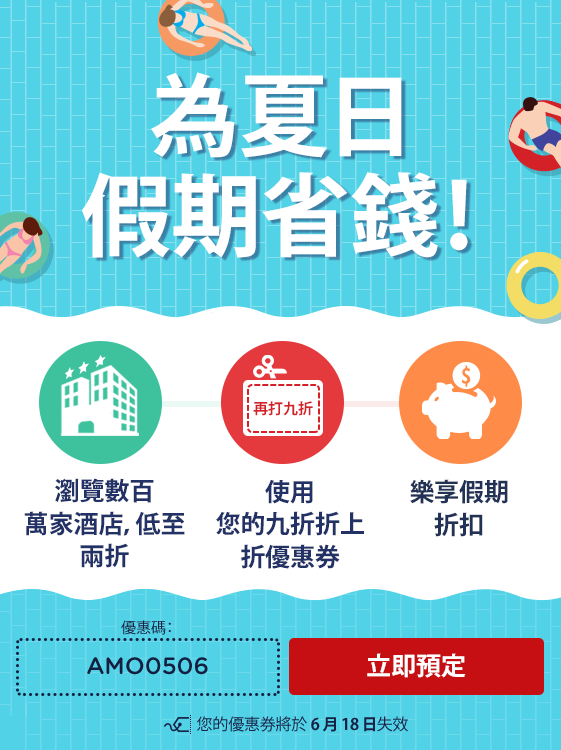 為夏日
假期省錢!
$
再打九折
瀏覽數百
萬家酒店, 低至
兩折
使用
您的九折折上
折優惠券
樂享假期
折扣
優惠碼:
AMO0506
立即預定
您的優惠券將於 6 月 18 日失效